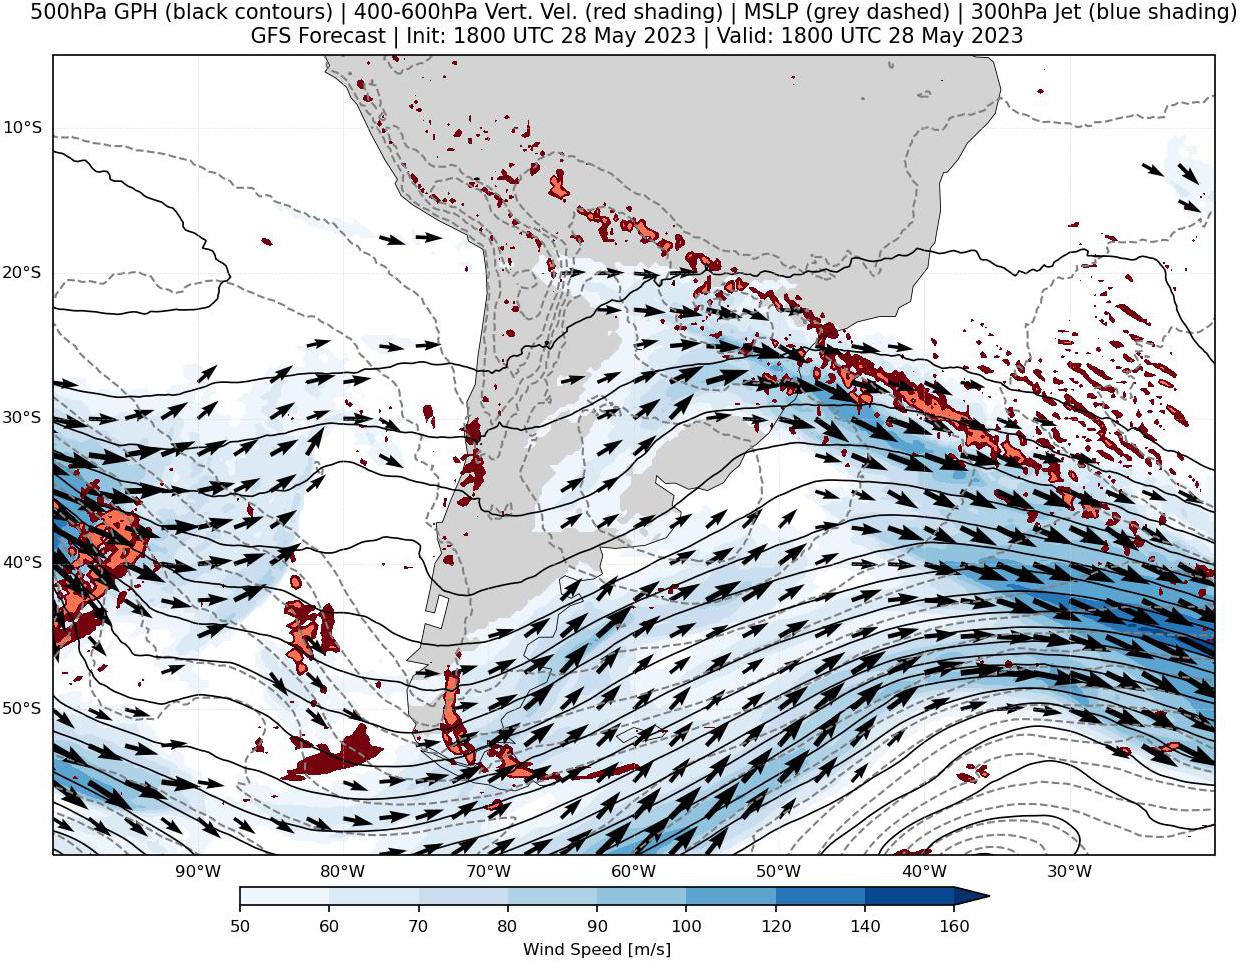 500hPa GPH (black contours) | 400-600hPa Vert. Vel. (red shading) | MSLP (grey dashed) | 300hPa Jet (blue shading)
GFS Forecast | Init: 1800 UTC 28 May 2023 | Valid: 1800 UTC 28 May 2023
10°S
20°S
30°S
40°S
50°S
90°W 80°W 70°W 60°W 50°W 40°W 30°W
50 60 70 80 90 100 120 140 160
Wind Speed [m/s]